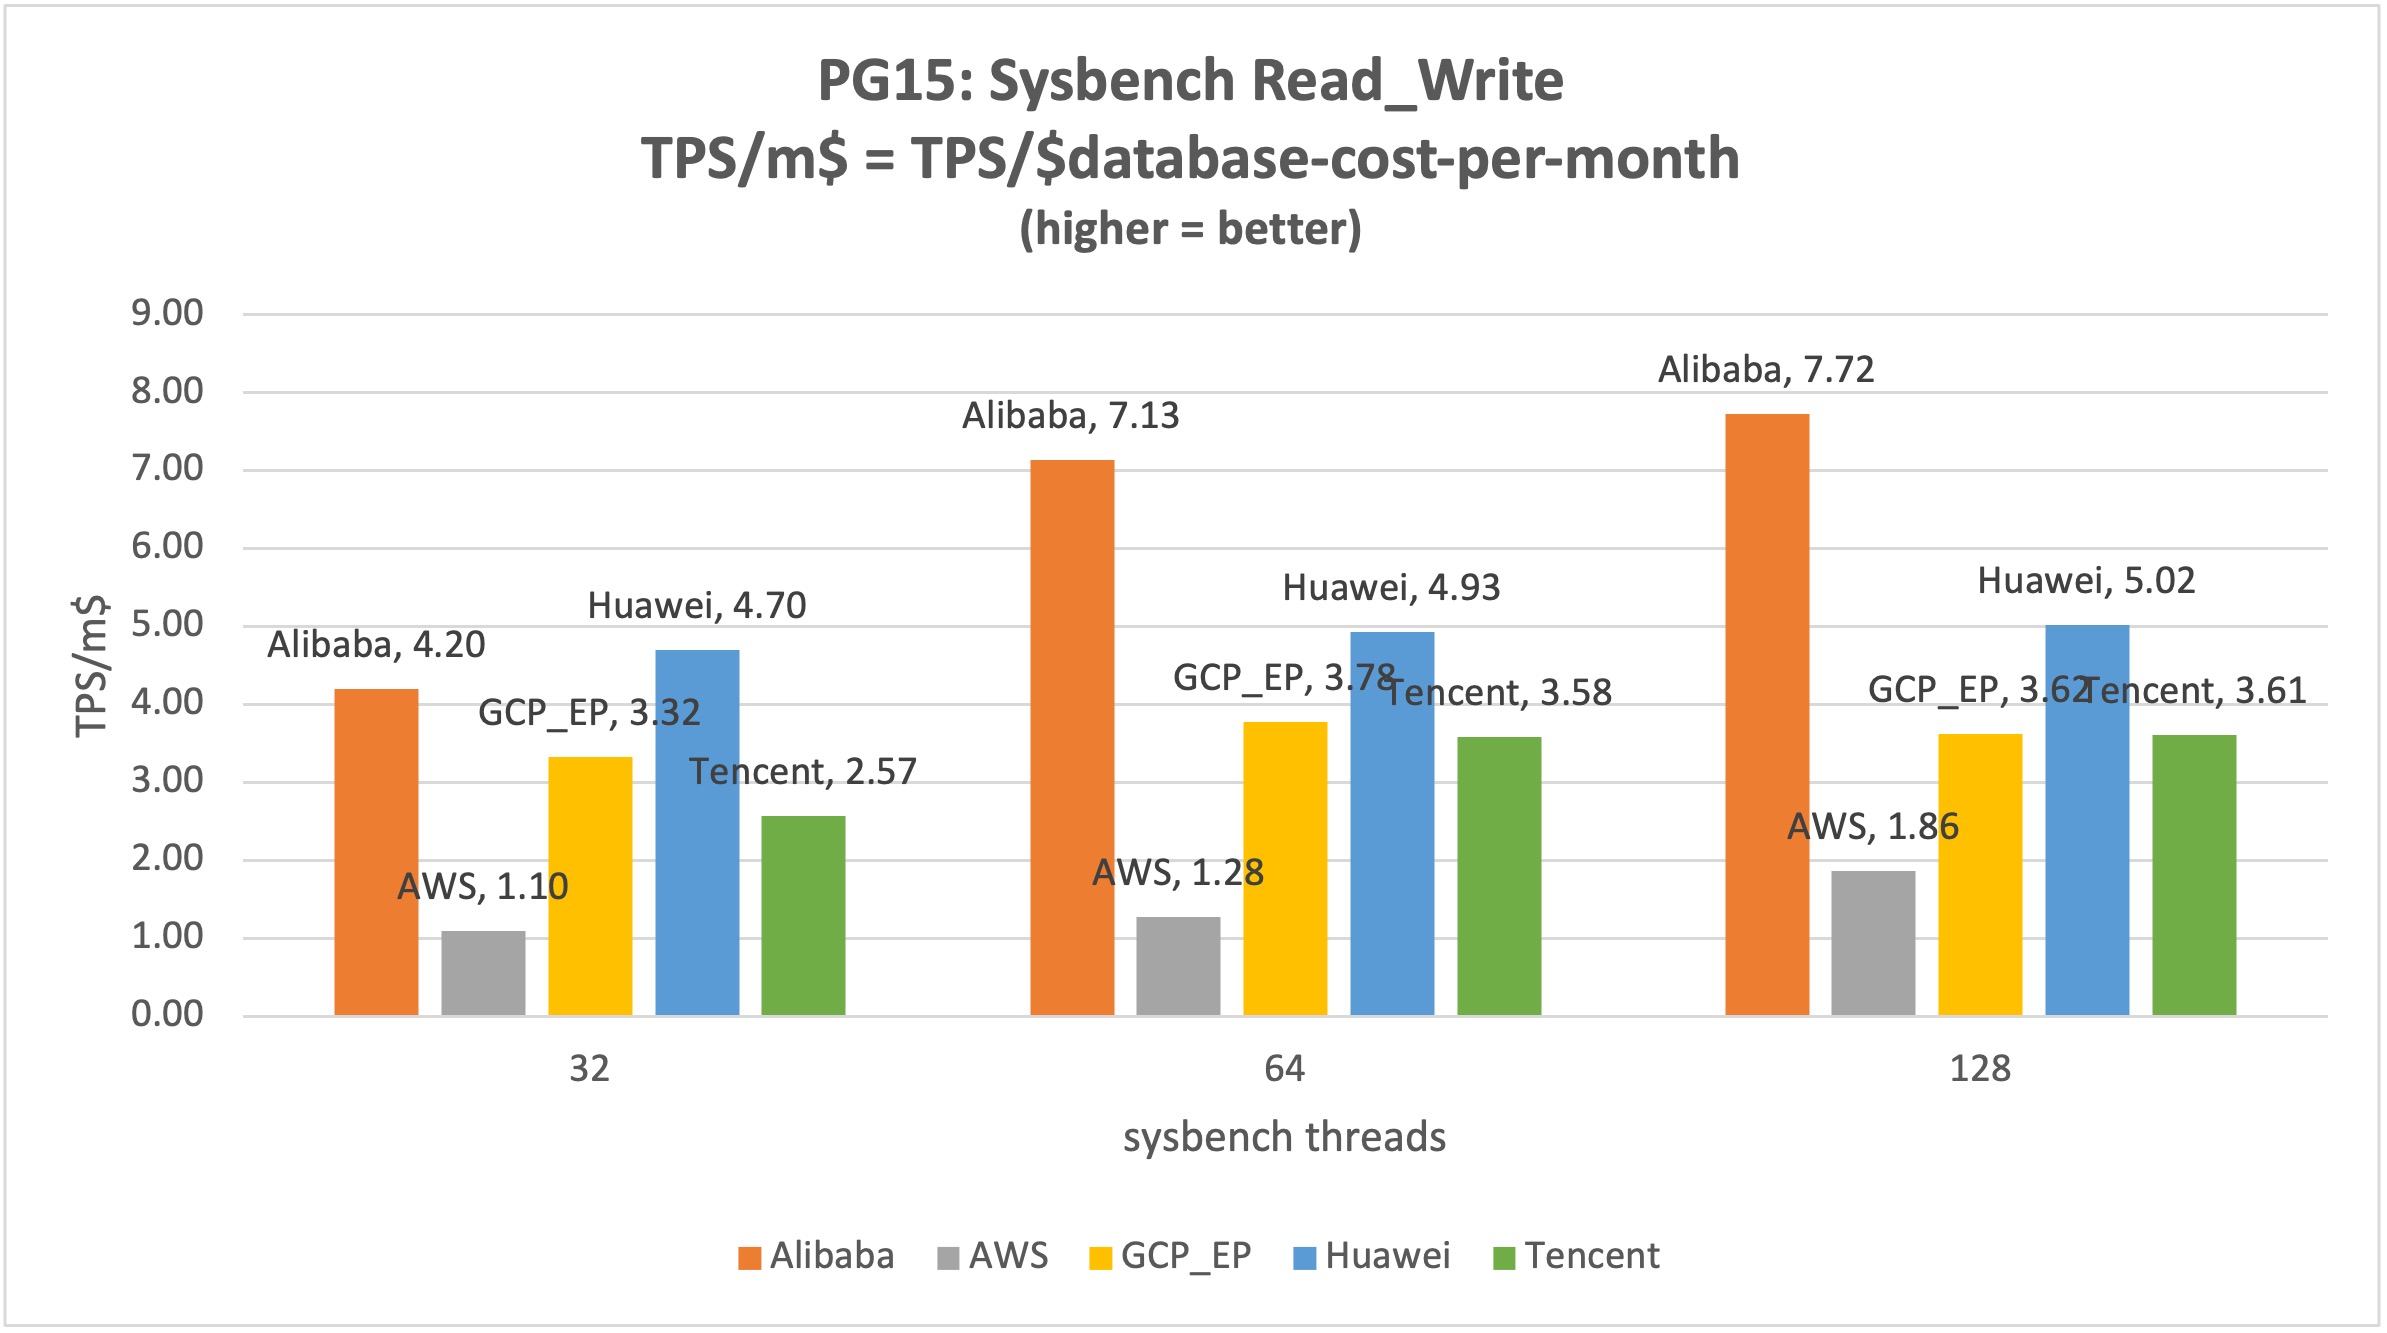 PG15: Sysbench Read_Write
TPS/m$ = TPS/$database-cost-per-month
(higher = better)
TPS/m$
9.00
8.00
7.00
6.00
5.00
4.00
3.00
2.00
1.00
0.00
Alibaba, 4.20
AWS, 1.10
GCP_EP, 3.32
Huawei, 4.70
Tencent, 2.57
Alibaba, 7.13
AWS, 1.28
GCP_EP, 3.78
Huawei, 4.93
Tencent, 3.58
Alibaba, 7.72
AWS, 1.86
GCP_EP, 3.62
Huawei, 5.02
Tencent, 3.61
32
64
128
sysbench threads
Alibaba
AWS
GCP_EP
Huawei
Tencent